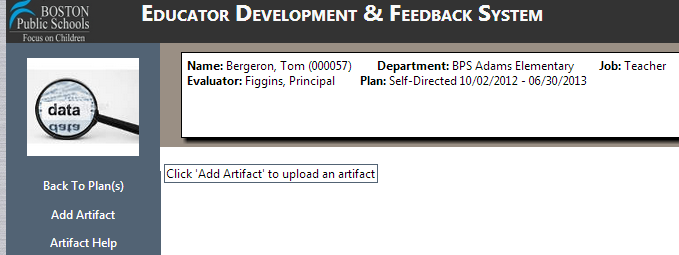 BOSTON
Public Schools
Focus on Children
EDUCATOR DEVELOPMENT & FEEDBACK SYSTEM
Name: Bergeron, Tom (000057) Department: BPS Adams Elementary Job: Teacher
Evaluator: Figgins, Principal Plan: Self-Directed 10/02/2012 - 06/30/2013
data
data
Click 'Add Artifact' to upload an artifact
Back To Plan(s)
Add Artifact
Artifact Help